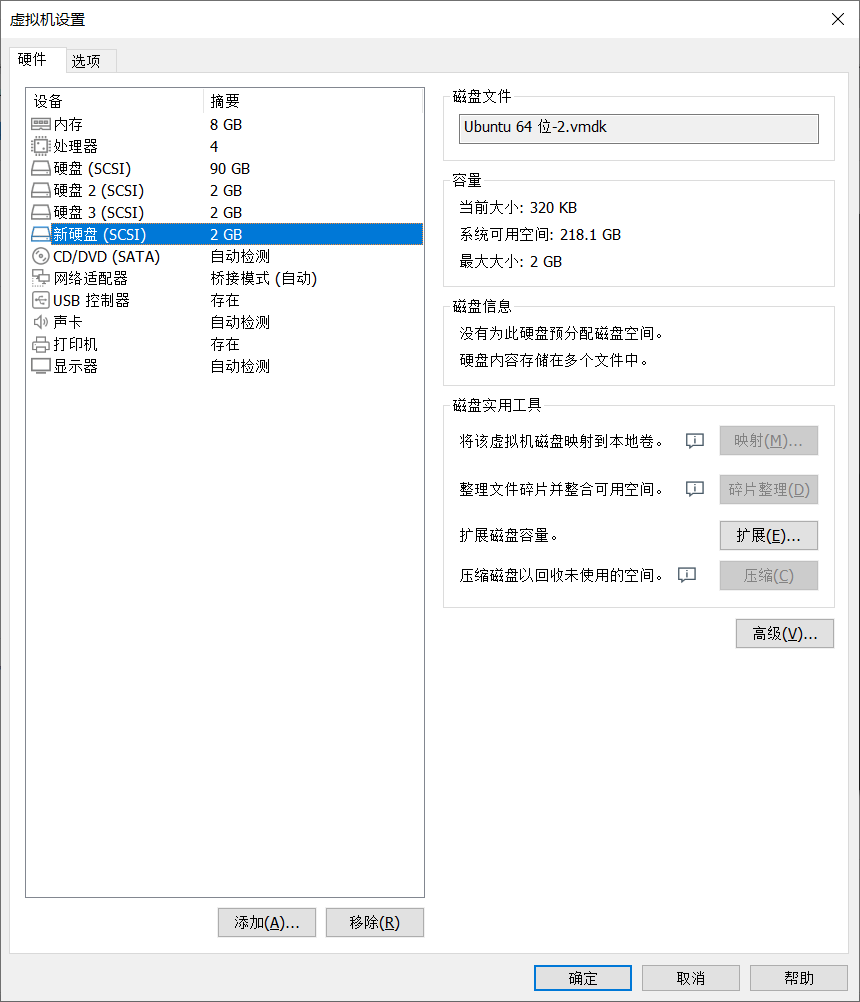 虚拟机设置
硬件 选项
设备 摘要
内存 8 GB
处理器 4
硬盘 (SCSI) 90 GB
硬盘 2 (SCSI) 2 GB
硬盘 3 (SCSI) 2 GB
新硬盘 (SCSI) 2 GB
CD/DVD (SATA) 自动检测
网络适配器 桥接模式 (自动)
USB 控制器 存在
声卡 自动检测
打印机 存在
显示器 自动检测
添加(A)... 移除(R)
磁盘文件
Ubuntu 64 位-2.vmdk
容量
当前大小: 320 KB
系统可用空间: 218.1 GB
最大大小: 2 GB
磁盘信息
没有为此硬盘预分配磁盘空间。
硬盘内容存储在多个文件中。
磁盘实用工具
将该虚拟机磁盘映射到本地卷。 映射(M)...
整理文件碎片并整合可用空间。 碎片整理(D)
扩展磁盘容量。 扩展(E)...
压缩磁盘以回收未使用的空间。 压缩(C)
高级(V)...
确定 取消 帮助